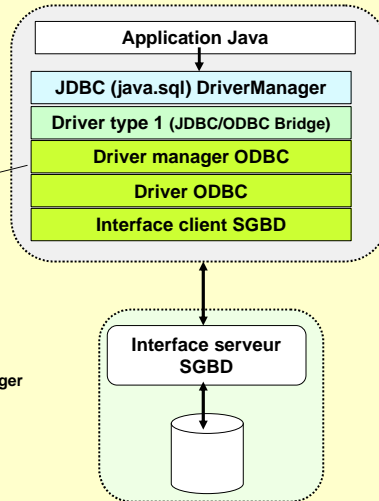 Application Java
JDBC (java.sql) DriverManager
Driver type 1 (JDBC/ODBC Bridge)
Driver manager ODBC
Driver ODBC
Interface client SGBD
Interface serveur
SGBD